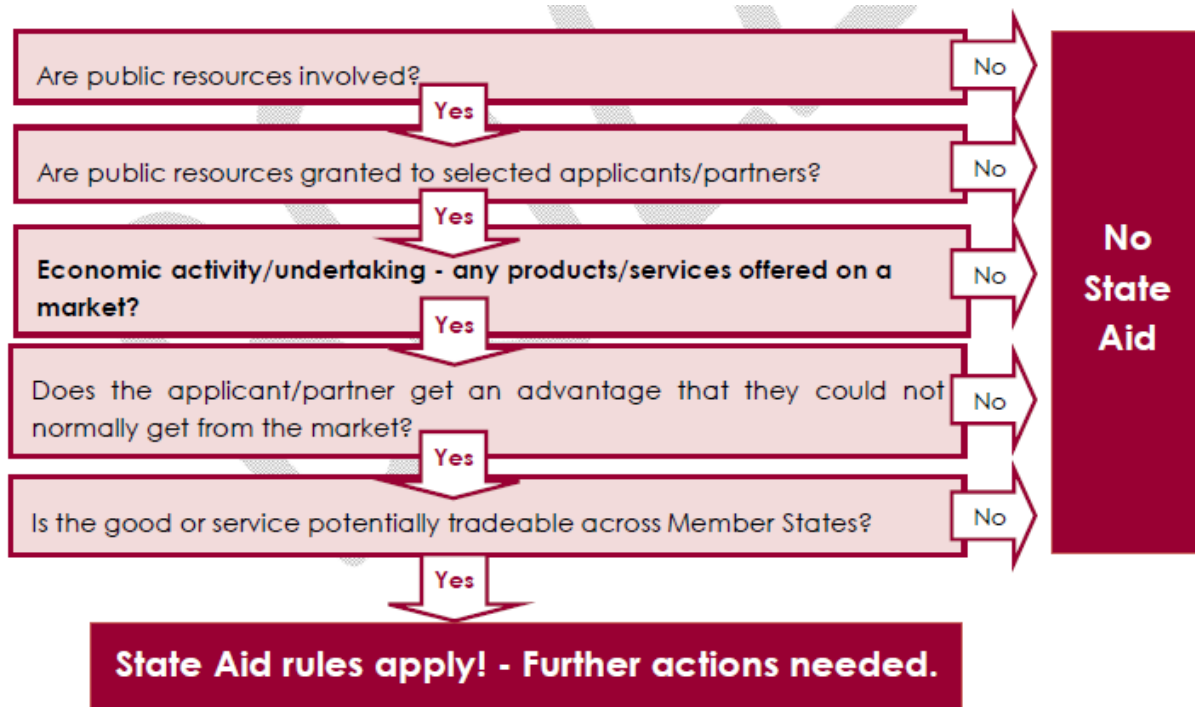 Are public resources involved?
No
Yes
Are public resources granted to selected applicants/partners?
No
Yes
Economic activity/undertaking - any products/services offered on a
market?
No
Yes
Does the applicant/partner get an advantage that they could not
normally get from the market?
No
Yes
Is the good or service potentially tradeable across Member States?
No
Yes
No
State
Aid
State Aid rules apply! - Further actions needed.